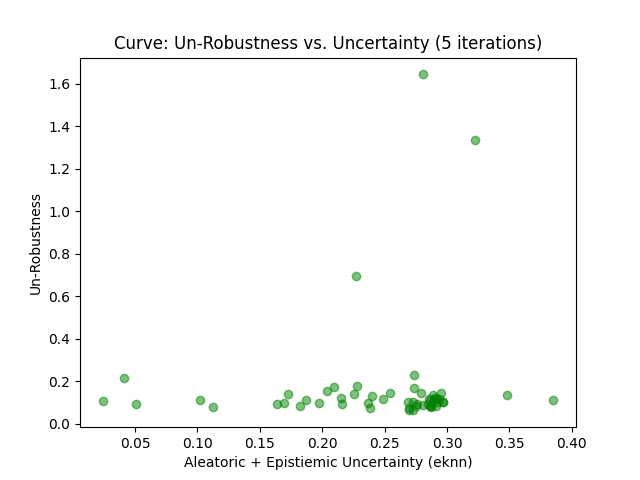 Curve: Un-Robustness vs. Uncertainty (5 iterations)
Un-Robustness
1.6
1.4
1.2
1.0
0.8
0.6
0.4
0.2
0.0
0.05 0.10 0.15 0.20 0.25 0.30 0.35 0.40
Aleatoric + Epistiemic Uncertainty (eknn)